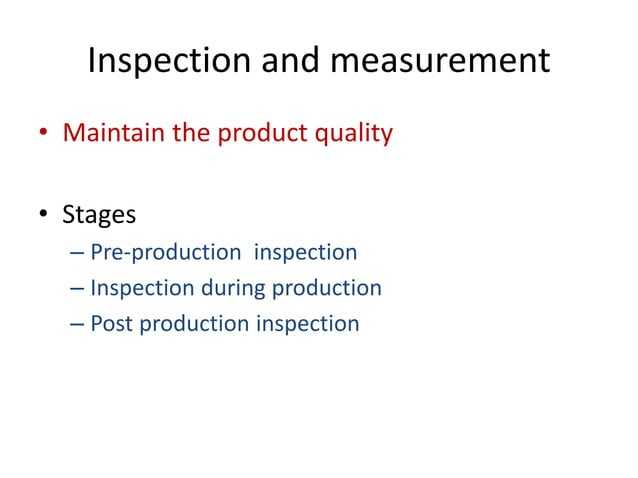 Inspection and measurement
• Maintain the product quality
• Stages
– Pre-production  inspection
– Inspection during production
– Post production inspection